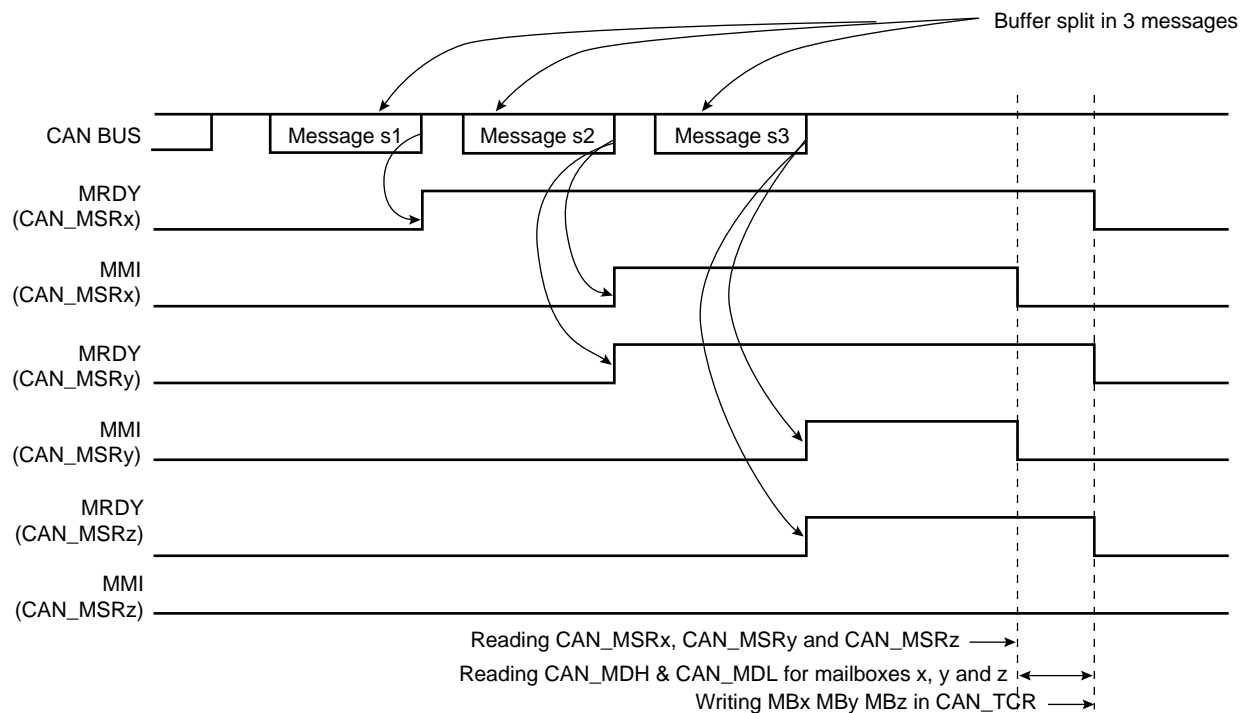 Buffer split in 3 messages
CAN BUS
Message s1
Message s2
Message s3
MRDY
(CAN_MSRx)
MMI
(CAN_MSRx)
MRDY
(CAN_MSRy)
MMI
(CAN_MSRy)
MRDY
(CAN_MSRz)
MMI
(CAN_MSRz)
Reading CAN_MSRx, CAN_MSRy and CAN_MSRz
Reading CAN_MDH & CAN_MDL for mailboxes x, y and z
Writing MBx MBy MBz in CAN_TCR